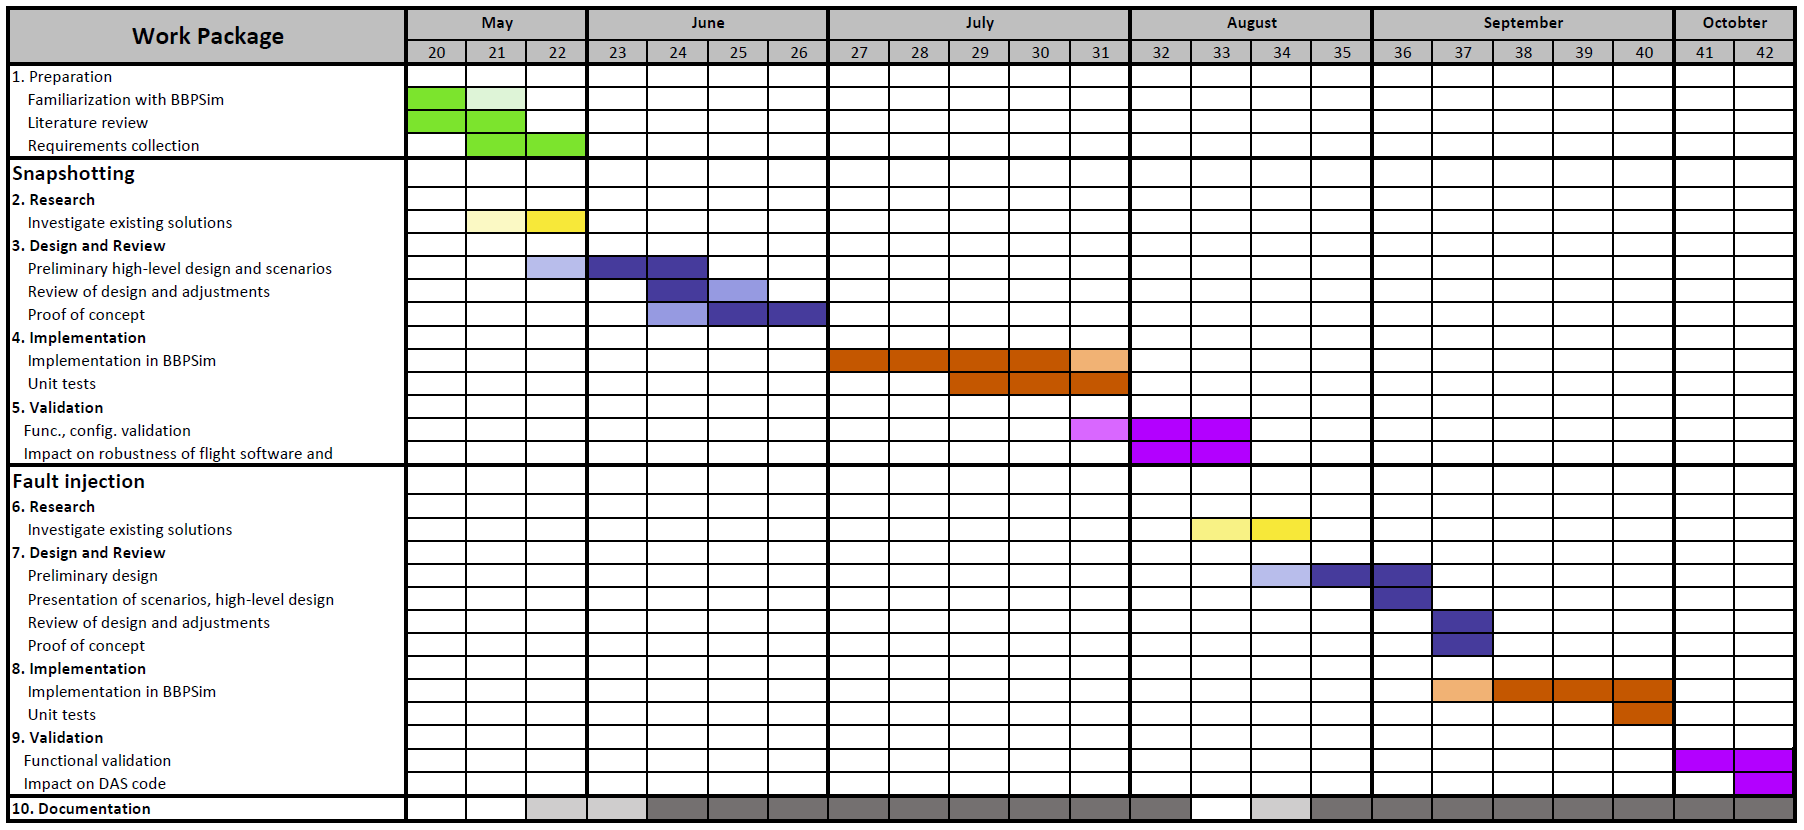 Work Package
May June July August September Octobter
20 21 22 23 24 25 26 27 28 29 30 31 32 33 34 35 36 37 38 39 40 41 42
1. Preparation
Familiarization with BBPSim
Literature review
Requirements collection
Snapshotting
2. Research
Investigate existing solutions
3. Design and Review
Preliminary high-level design and scenarios
Review of design and adjustments
Proof of concept
4. Implementation
Implementation in BBPSim
Unit tests
5. Validation
Func., config. validation
Impact on robustness of flight software and
Fault injection
6. Research
Investigate existing solutions
7. Design and Review
Preliminary design
Presentation of scenarios, high-level design
Review of design and adjustments
Proof of concept
8. Implementation
Implementation in BBPSim
Unit tests
9. Validation
Functional validation
Impact on DAS code
10. Documentation